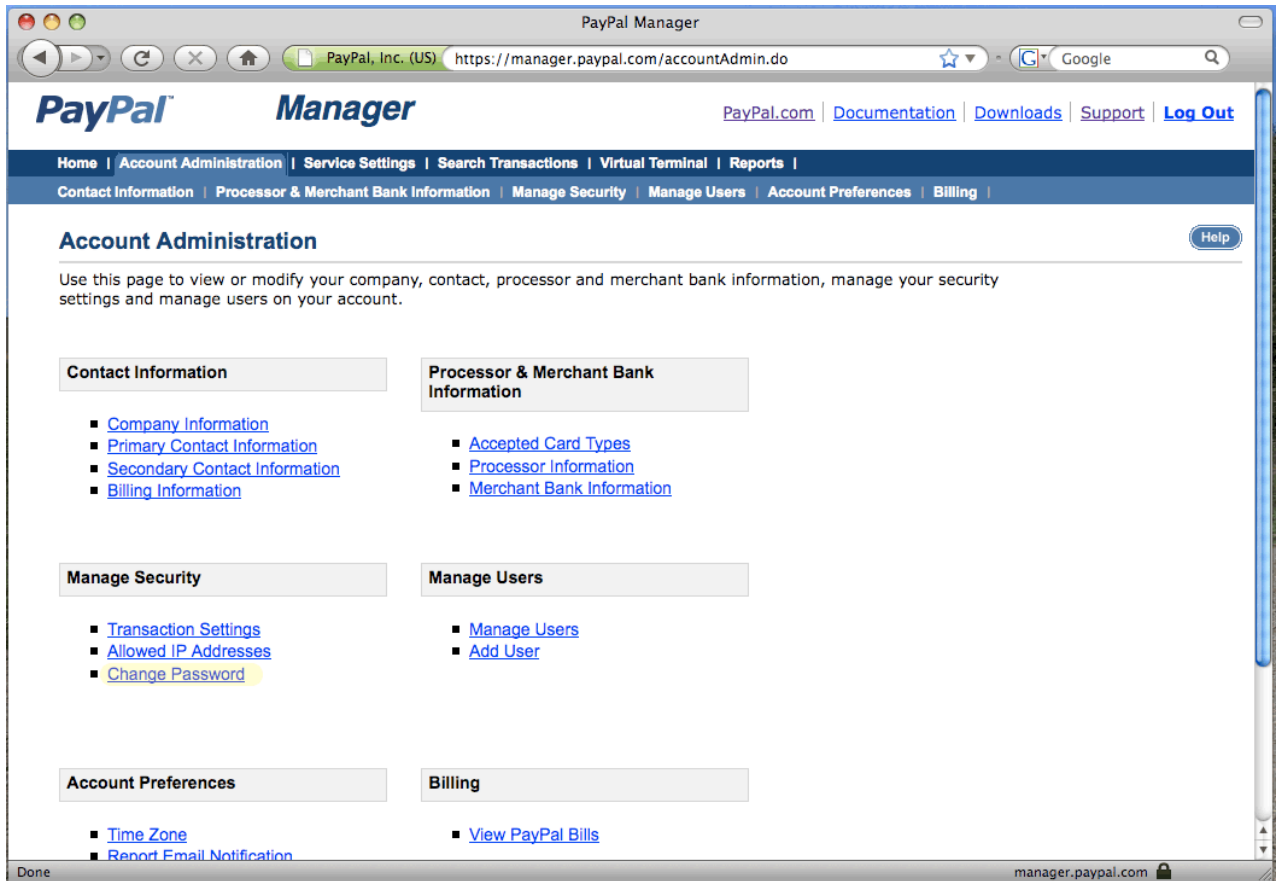 PayPal Manager
PayPal, Inc. (US) https://manager.paypal.com/accountAdmin.do G Google
PayPal™ Manager PayPal.com | Documentation | Downloads | Support | Log Out
Home | Account Administration | Service Settings | Search Transactions | Virtual Terminal | Reports |
Contact Information | Processor & Merchant Bank Information | Manage Security | Manage Users | Account Preferences | Billing |
Account Administration
Help
Use this page to view or modify your company, contact, processor and merchant bank information, manage your security
settings and manage users on your account.
Contact Information
Company Information
Primary Contact Information
Secondary Contact Information
Billing Information
Processor & Merchant Bank
Information
Accepted Card Types
Processor Information
Merchant Bank Information
Manage Security
Transaction Settings
Allowed IP Addresses
Change Password
Manage Users
Manage Users
Add User
Account Preferences
Time Zone
Report Email Notification
Billing
View PayPal Bills
Done manager.paypal.com